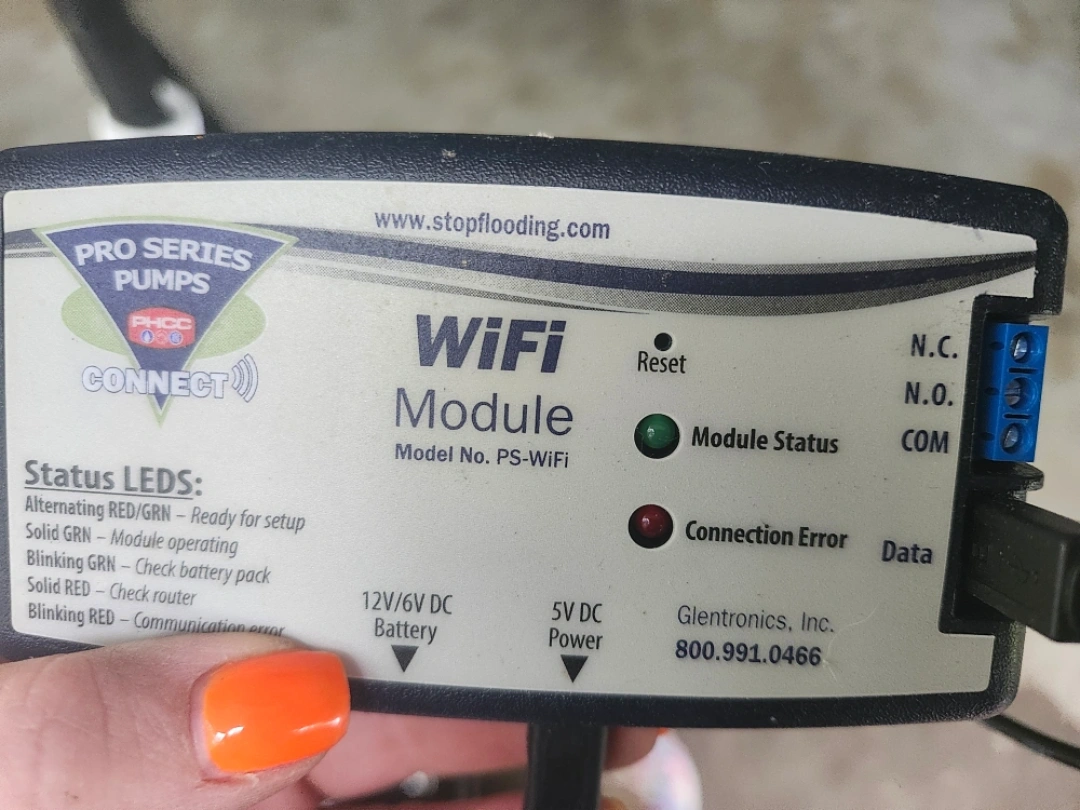 www.stopflooding.com
PRO SERIES
PUMPS
PHCC
CONNECT
WiFi
Module
Model No. PS-WiFi
Reset
Module Status
Connection Error
N.C.
N.O.
COM
Data
Status LEDS:
Alternating RED/GRN – Ready for setup
Solid GRN – Module operating
Blinking GRN – Check battery pack
Solid RED – Check router
Blinking RED – Communication error
12V/6V DC
Battery
5V DC
Power
Glentronics, Inc.
800.991.0466